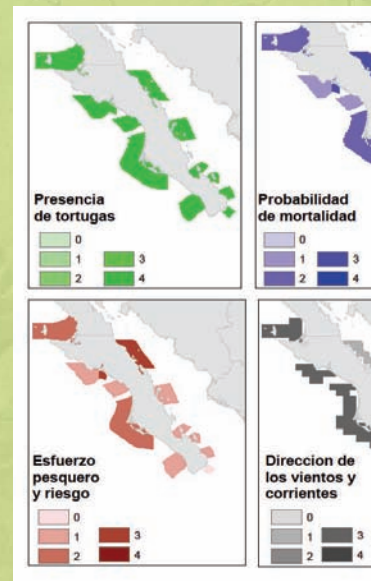 Presencia
de tortugas
0
1
2
3
4
Probabilidad
de mortalidad
0
1
2
3
4
Esfuerzo
pesquero
y riesgo
0
1
2
3
4
Direccion de
los vientos y
corrientes
0
1
2
3
4